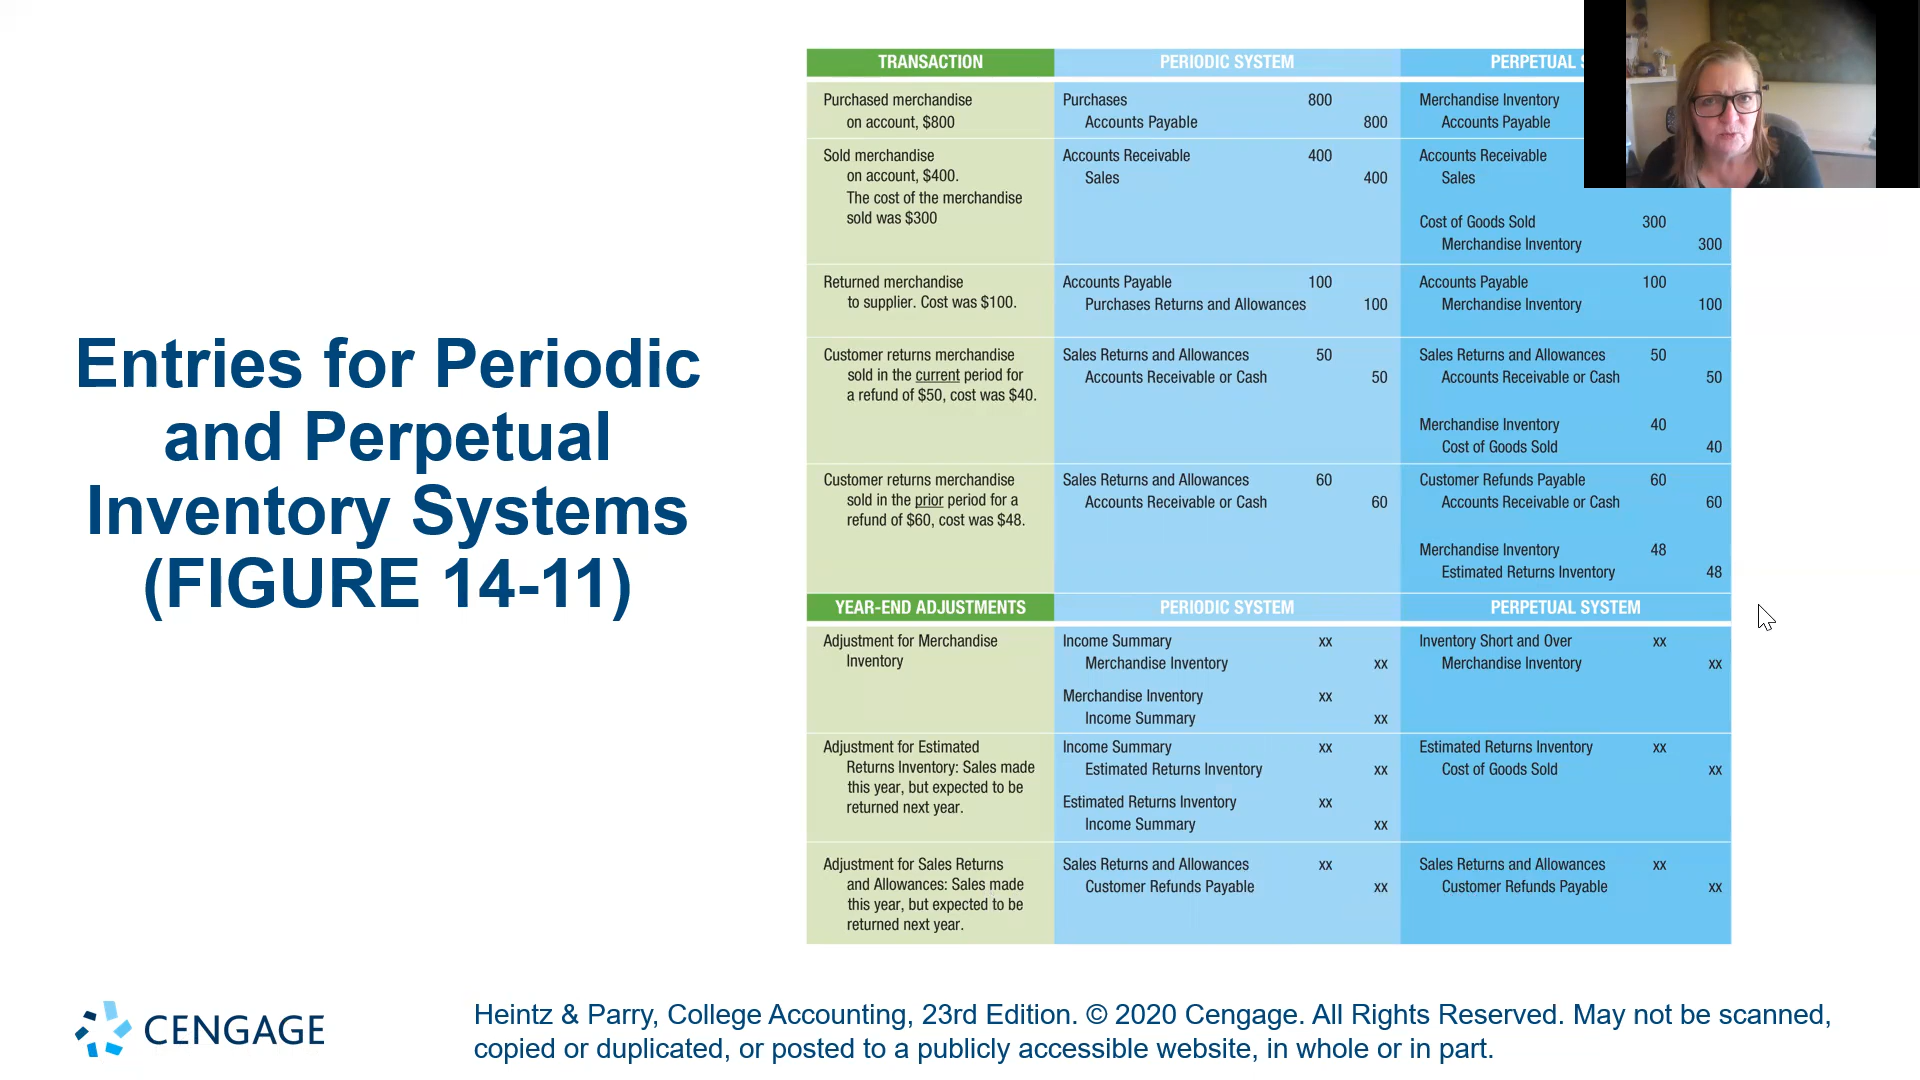 Entries for Periodic
and Perpetual
Inventory Systems
(FIGURE 14-11)
TRANSACTION PERIODIC SYSTEM PERPETUAL
Purchased merchandise Purchases 800 Merchandise Inventory
on account, $800 Accounts Payable 800 Accounts Payable
Sold merchandise Accounts Receivable 400 Accounts Receivable
on account, $400. Sales 400 Sales
The cost of the merchandise
sold was $300 Cost of Goods Sold 300
Merchandise Inventory 300
Returned merchandise Accounts Payable 100 Accounts Payable 100
to supplier. Cost was $100. Purchases Returns and Allowances 100 Merchandise Inventory 100
Customer returns merchandise Sales Returns and Allowances 50 Sales Returns and Allowances 50
sold in the current period for Accounts Receivable or Cash 50 Accounts Receivable or Cash 50
a refund of $50, cost was $40.
Merchandise Inventory 40
Cost of Goods Sold 40
Customer returns merchandise Sales Returns and Allowances 60 Customer Refunds Payable 60
sold in the prior period for a Accounts Receivable or Cash 60 Accounts Receivable or Cash 60
refund of $60, cost was $48.
Merchandise Inventory 48
Estimated Returns Inventory 48
YEAR-END ADJUSTMENTS PERIODIC SYSTEM PERPETUAL SYSTEM
Adjustment for Merchandise Income Summary xx Inventory Short and Over xx
Inventory Merchandise Inventory xx Merchandise Inventory xx
Merchandise Inventory xx
Income Summary xx
Adjustment for Estimated Income Summary xx Estimated Returns Inventory xx
Returns Inventory: Sales made Estimated Returns Inventory xx Cost of Goods Sold xx
this year, but expected to be Estimated Returns Inventory xx
returned next year. Income Summary xx
Adjustment for Sales Returns Sales Returns and Allowances xx Sales Returns and Allowances xx
and Allowances: Sales made Customer Refunds Payable xx Customer Refunds Payable xx
this year, but expected to be
returned next year.
CENGAGE
Heintz & Parry, College Accounting, 23rd Edition. © 2020 Cengage. All Rights Reserved. May not be scanned,
copied or duplicated, or posted to a publicly accessible website, in whole or in part.